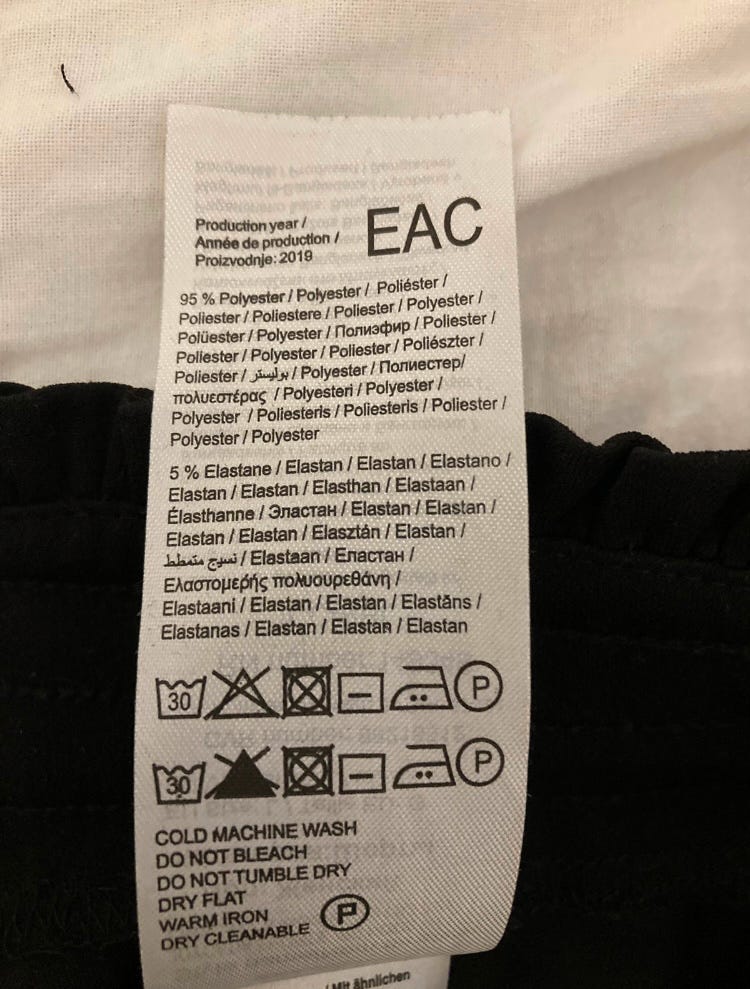 Production year /
Année de production /
Proizvodnje: 2019
EAC
95 % Polyester / Polyester / Poliéster /
Poliester / Poliestere / Poliester / Polyester /
Polüester / Polyester / Полиэфир / Poliester /
Poliester / Polyester / Poliester / Poliészter /
Poliester / بوليستر / Polyester / Полиестер/
πολυεστέρας / Polyesteri / Polyester /
Polyester / Poliesteris / Poliesteris / Poliester /
Polyester / Polyester
5 % Elastane / Elastan / Elastan / Elastano /
Elastan / Elastan / Elasthan / Elastaan /
Élasthanne / Эластан / Elastan / Elastan /
Elastan / Elastan / Elasztán / Elastan /
نسيج متمطط / Elastaan / Еластан /
Ελαστομερής πολυουρεθάνη /
Elastaani / Elastan / Elastan / Elastāns /
Elastanas / Elastan / Elastan / Elastan
30 P
30 P
COLD MACHINE WASH
DO NOT BLEACH
DO NOT TUMBLE DRY
DRY FLAT
WARM IRON
DRY CLEANABLE P
/ Mit ähnlichen